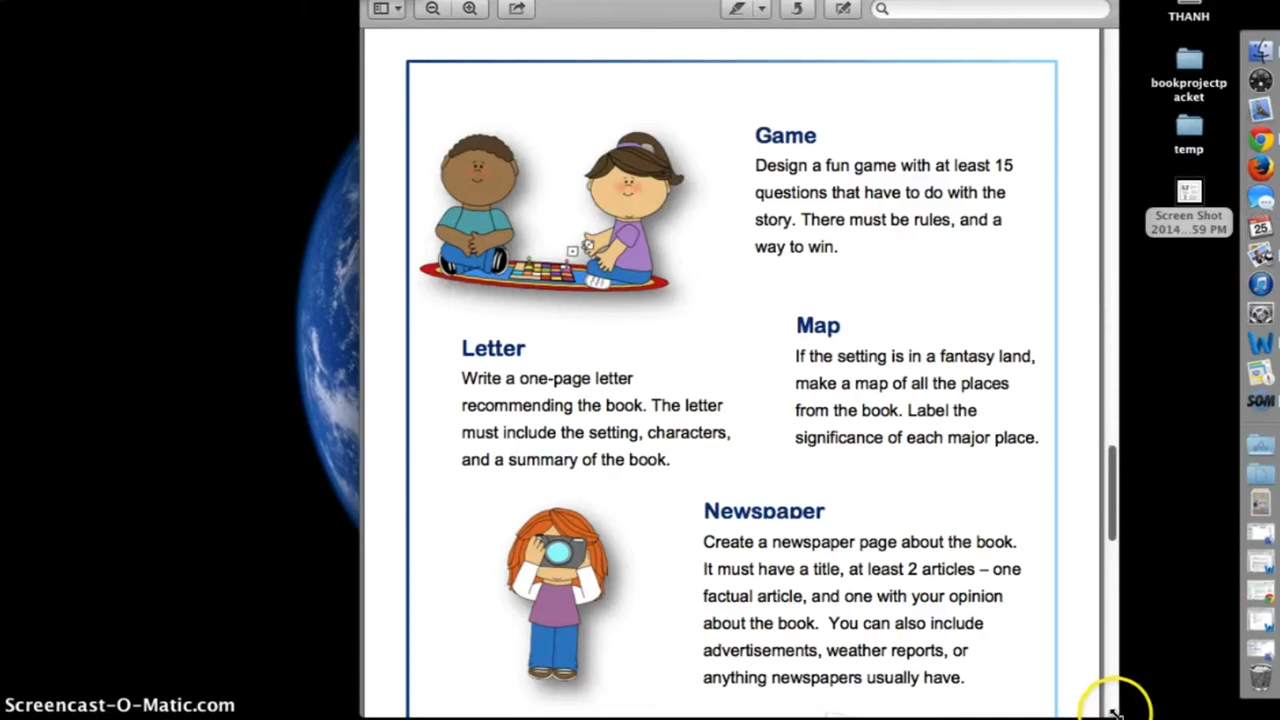 THANH
bookprojectp
acket
temp
Screen Shot
2014...59 PM
25
SOM
Game
Design a fun game with at least 15
questions that have to do with the
story. There must be rules, and a
way to win.
Letter
Write a one-page letter
recommending the book. The letter
must include the setting, characters,
and a summary of the book.
Map
If the setting is in a fantasy land,
make a map of all the places
from the book. Label the
significance of each major place.
Newspaper
Create a newspaper page about the book.
It must have a title, at least 2 articles – one
factual article, and one with your opinion
about the book. You can also include
advertisements, weather reports, or
anything newspapers usually have.
Screencast-O-Matic.com